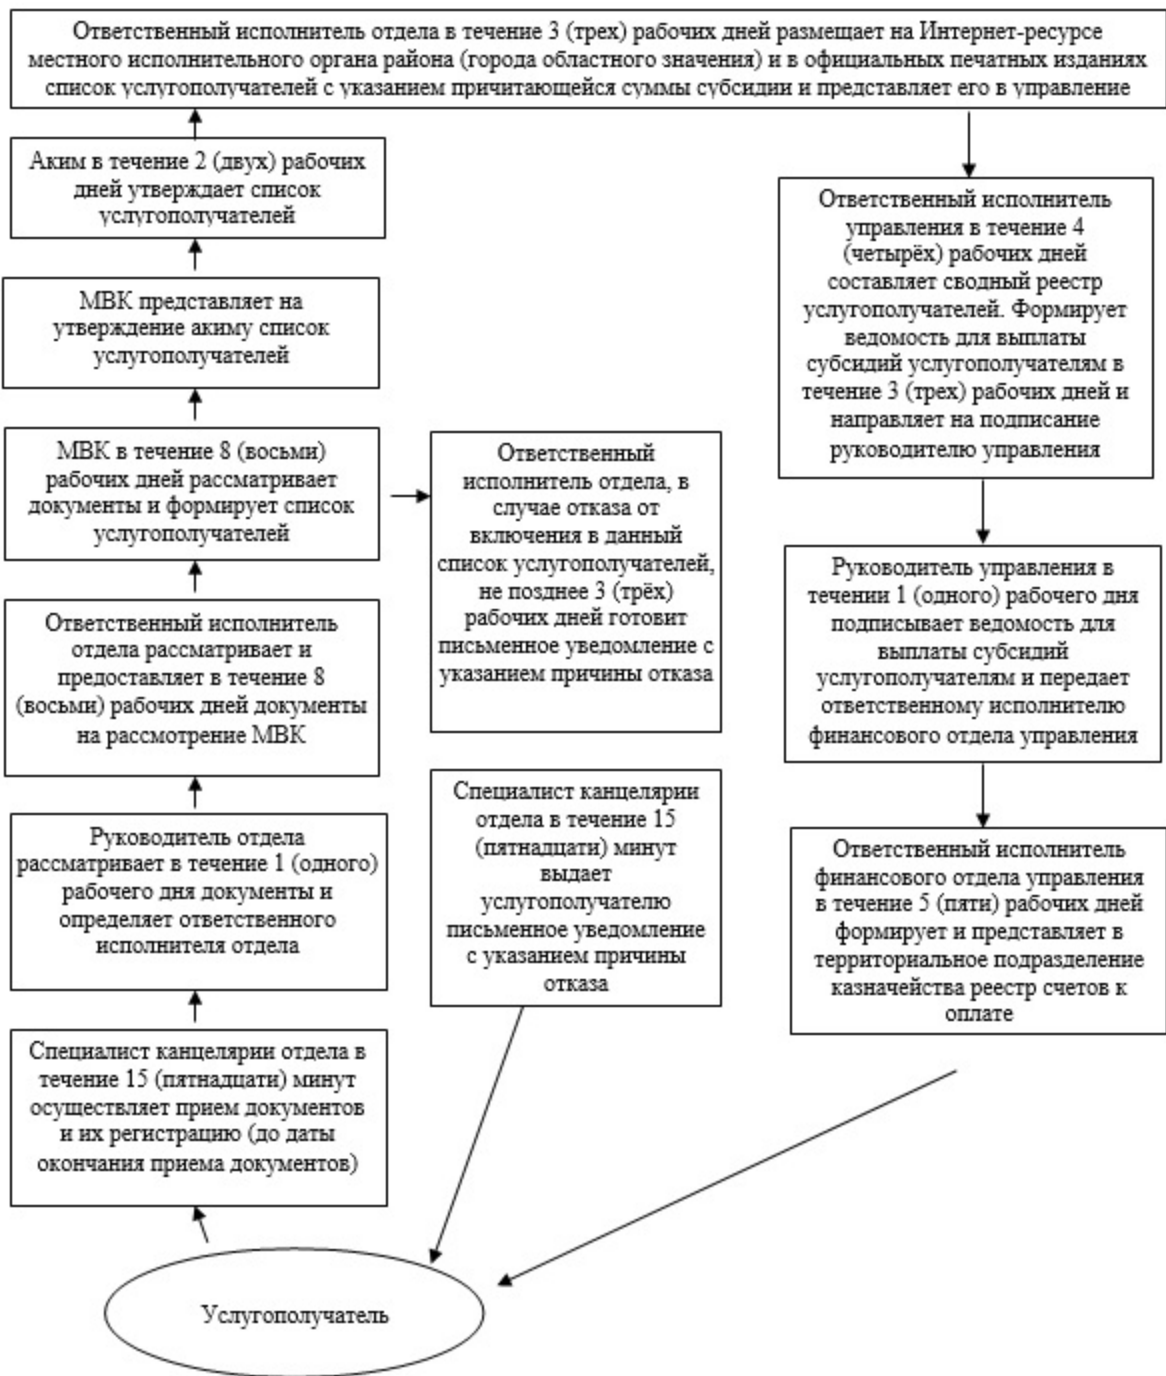 Ответственный исполнитель отдела в течение 3 (трех) рабочих дней размещает на Интернет-ресурсе
местного исполнительного органа района (города областного значения) и в официальных печатных изданиях
список услугополучателей с указанием причитающейся суммы субсидии и представляет его в управление
Аким в течение 2 (двух) рабочих
дней утверждает список
услугополучателей
МВК представляет на
утверждение акиму список
услугополучателей
МВК в течение 8 (восьми)
рабочих дней рассматривает
документы и формирует список
услугополучателей
Ответственный исполнитель
отдела рассматривает и
предоставляет в течение 8
(восьми) рабочих дней документы
на рассмотрение МВК
Руководитель отдела
рассматривает в течение 1 (одного)
рабочего дня документы и
определяет ответственного
исполнителя отдела
Специалист канцелярии отдела в
течение 15 (пятнадцати) минут
осуществляет прием документов
и их регистрацию (до даты
окончания приема документов)
Ответственный
исполнитель отдела, в
случае отказа от
включения в данный
список услугополучателей,
не позднее 3 (трёх)
рабочих дней готовит
письменное уведомление с
указанием причины отказа
Специалист канцелярии
отдела в течение 15
(пятнадцати) минут
выдает
услугополучателю
письменное уведомление
с указанием причины
отказа
Ответственный исполнитель
управления в течение 4
(четырёх) рабочих дней
составляет сводный реестр
услугополучателей. Формирует
ведомость для выплаты
субсидий услугополучателям в
течение 3 (трех) рабочих дней и
направляет на подписание
руководителю управления
Руководитель управления в
течении 1 (одного) рабочего дня
подписывает ведомость для
выплаты субсидий
услугополучателям и передает
ответственному исполнителю
финансового отдела управления
Ответственный исполнитель
финансового отдела управления
в течение 5 (пяти) рабочих дней
формирует и представляет в
территориальное подразделение
казначейства реестр счетов к
оплате
Услугополучатель